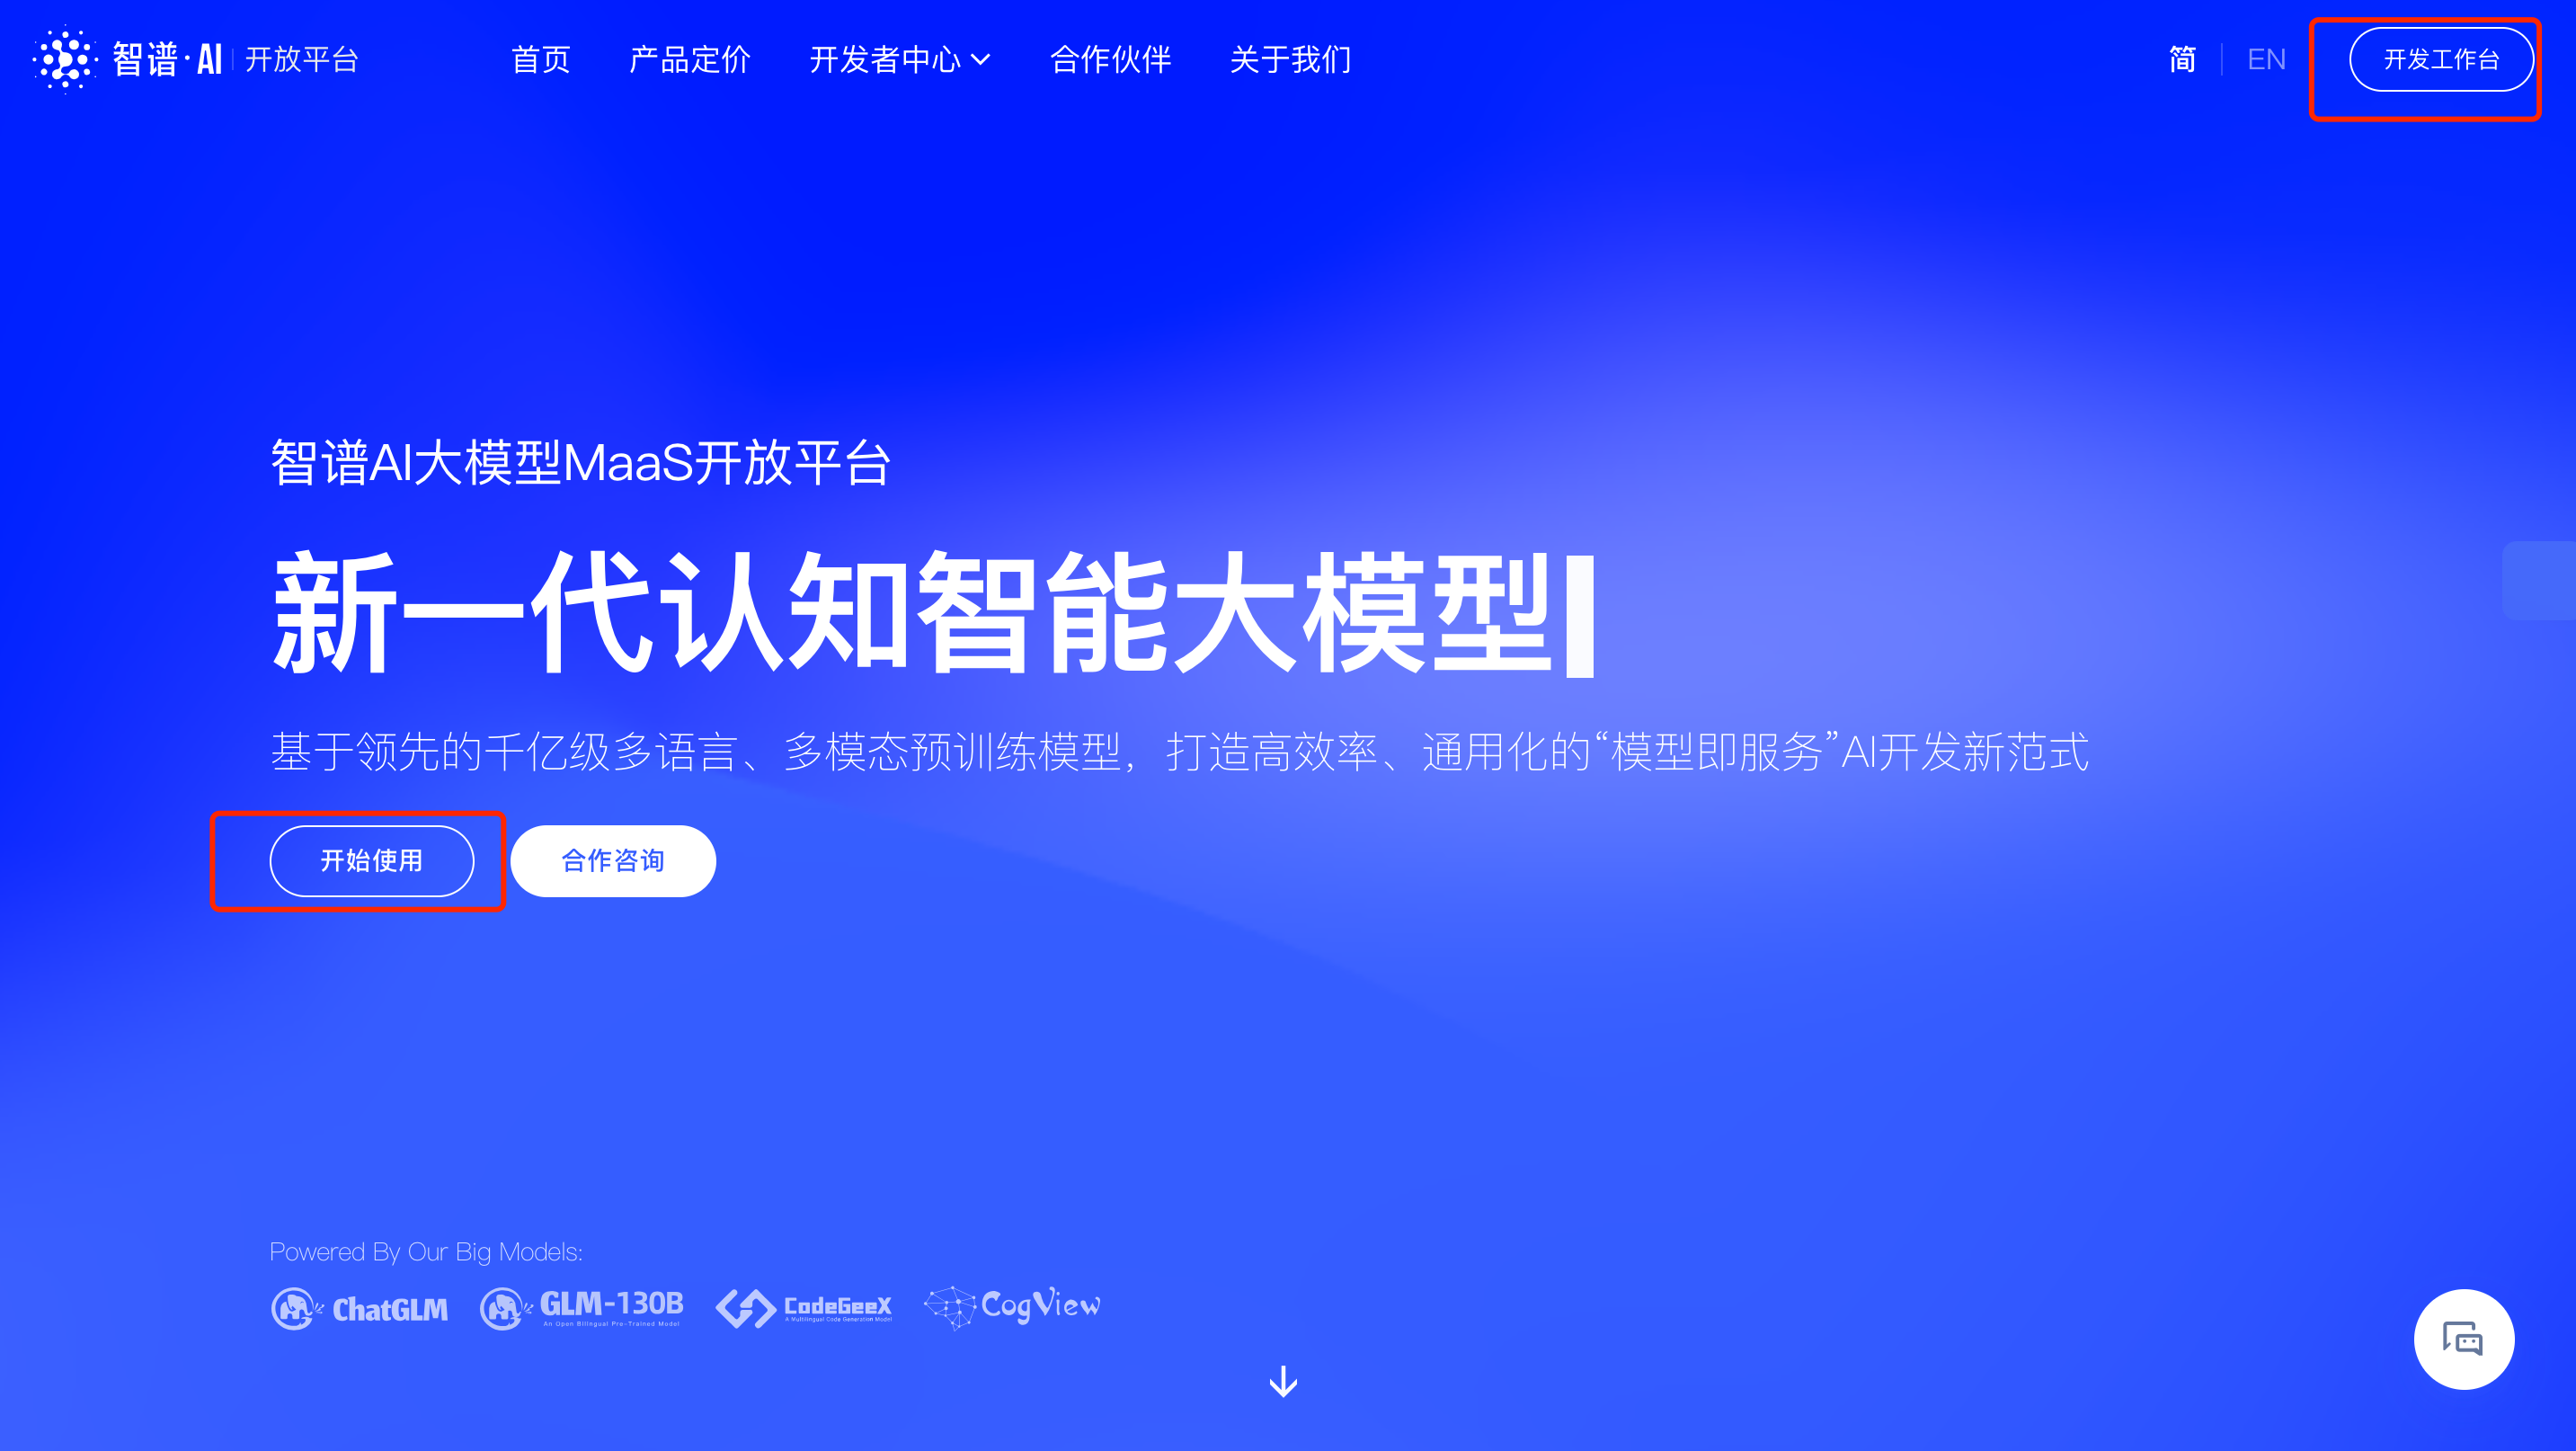 智谱·AI 开放平台 首页 产品定价 开发者中心 合作伙伴 关于我们 简 EN 开发工作台
智谱AI大模型MaaS开放平台
新一代认知智能大模型
基于领先的千亿级多语言、多模态预训练模型，打造高效率、通用化的“模型即服务”AI开发新范式
开始使用 合作咨询
Powered By Our Big Models:
ChatGLM GLM-130B CodeGeeX CogView
An Open Bilingual Pre-Trained Model A Multilingual Code Generation Model